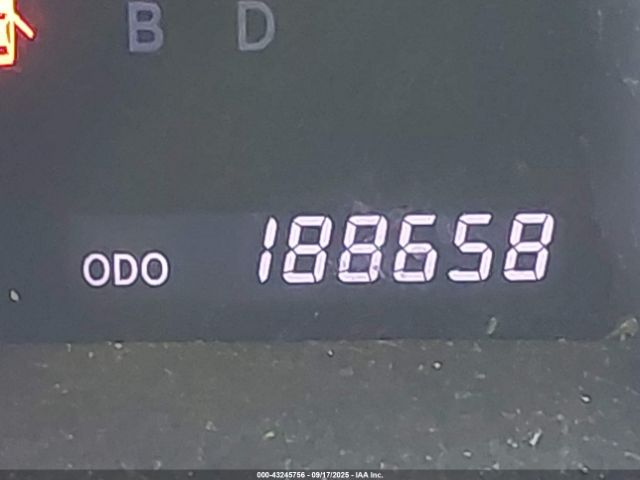 B D
ODO 188658
000-43245756 - 09/17/2025 - IAA Inc.